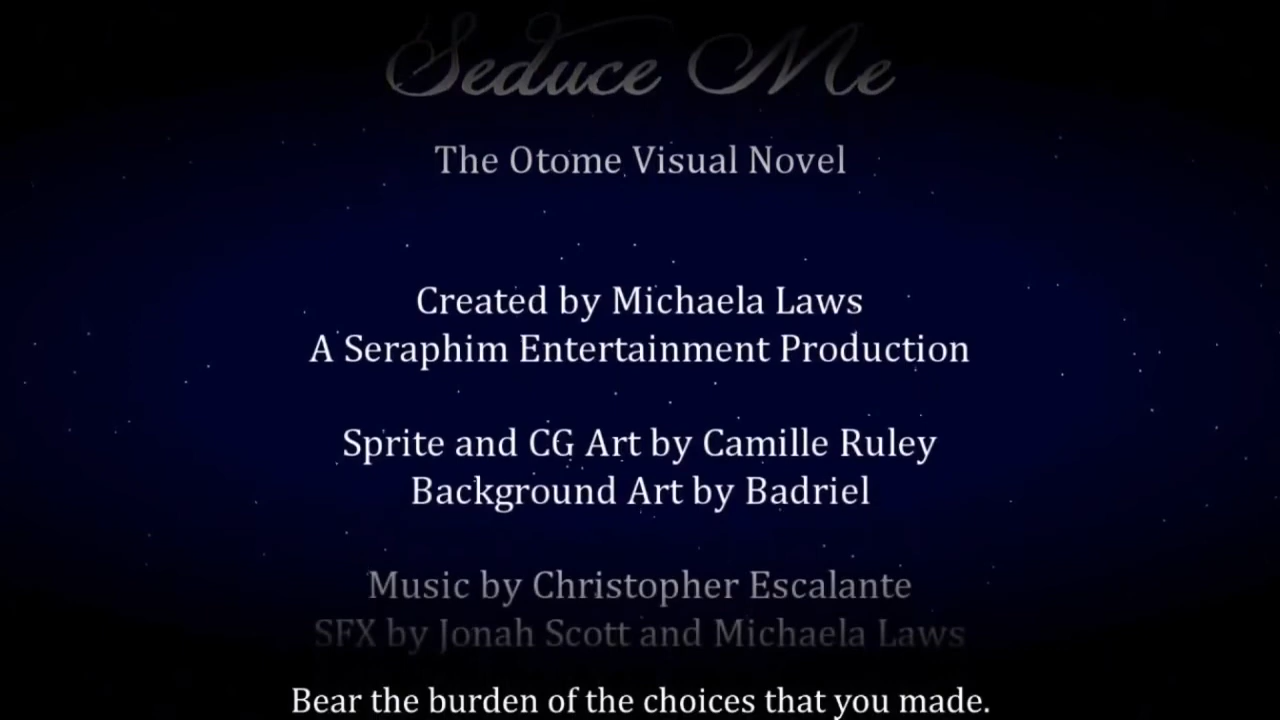 Seduce Me
The Otome Visual Novel
Created by Michaela Laws
A Seraphim Entertainment Production
Sprite and CG Art by Camille Ruley
Background Art by Badriel
Music by Christopher Escalante
SFX by Jonah Scott and Michaela Laws
Bear the burden of the choices that you made.